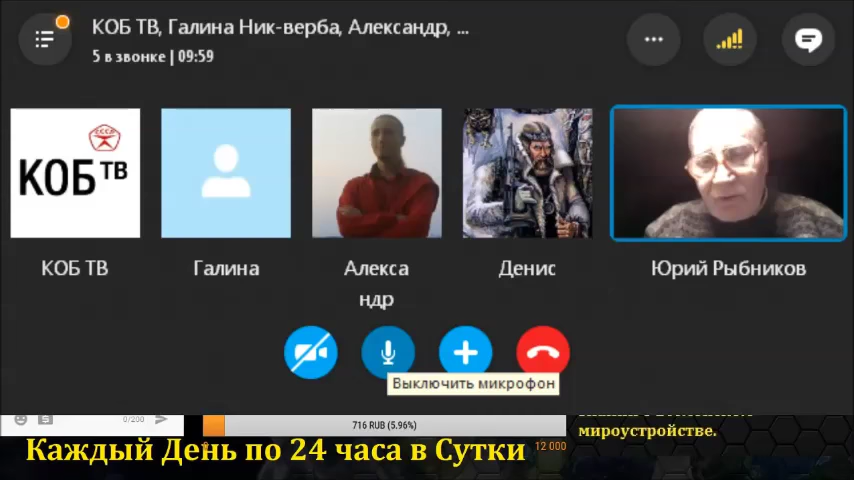 КОБ ТВ, Галина Ник-верба, Александр, ...
5 в звонке | 09:59
СССР
КОБ ТВ
КОБ ТВ
Галина
Алекса
ндр
Денис
Юрий Рыбников
Выключить микрофон
0/200
716 RUB (5.96%)
0
12 000
мироустройстве.
Каждый День по 24 часа в Сутки